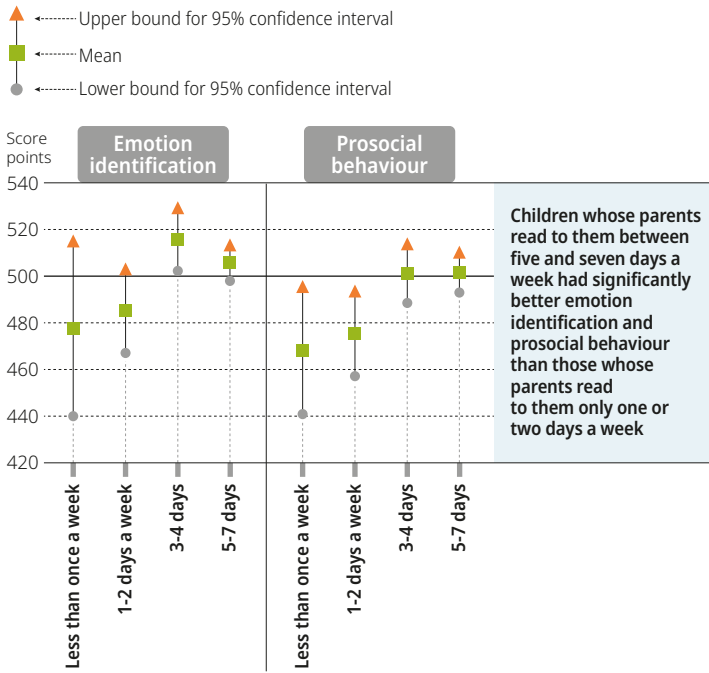 Upper bound for 95% confidence interval
Mean
Lower bound for 95% confidence interval
Score
points
Emotion
identification
Prosocial
behaviour
540
520
500
480
460
440
420
Children whose parents
read to them between
five and seven days a
week had significantly
better emotion
identification and
prosocial behaviour
than those whose
parents read
to them only one or
two days a week
Less than once a week
1-2 days a week
3-4 days
5-7 days
Less than once a week
1-2 days a week
3-4 days
5-7 days